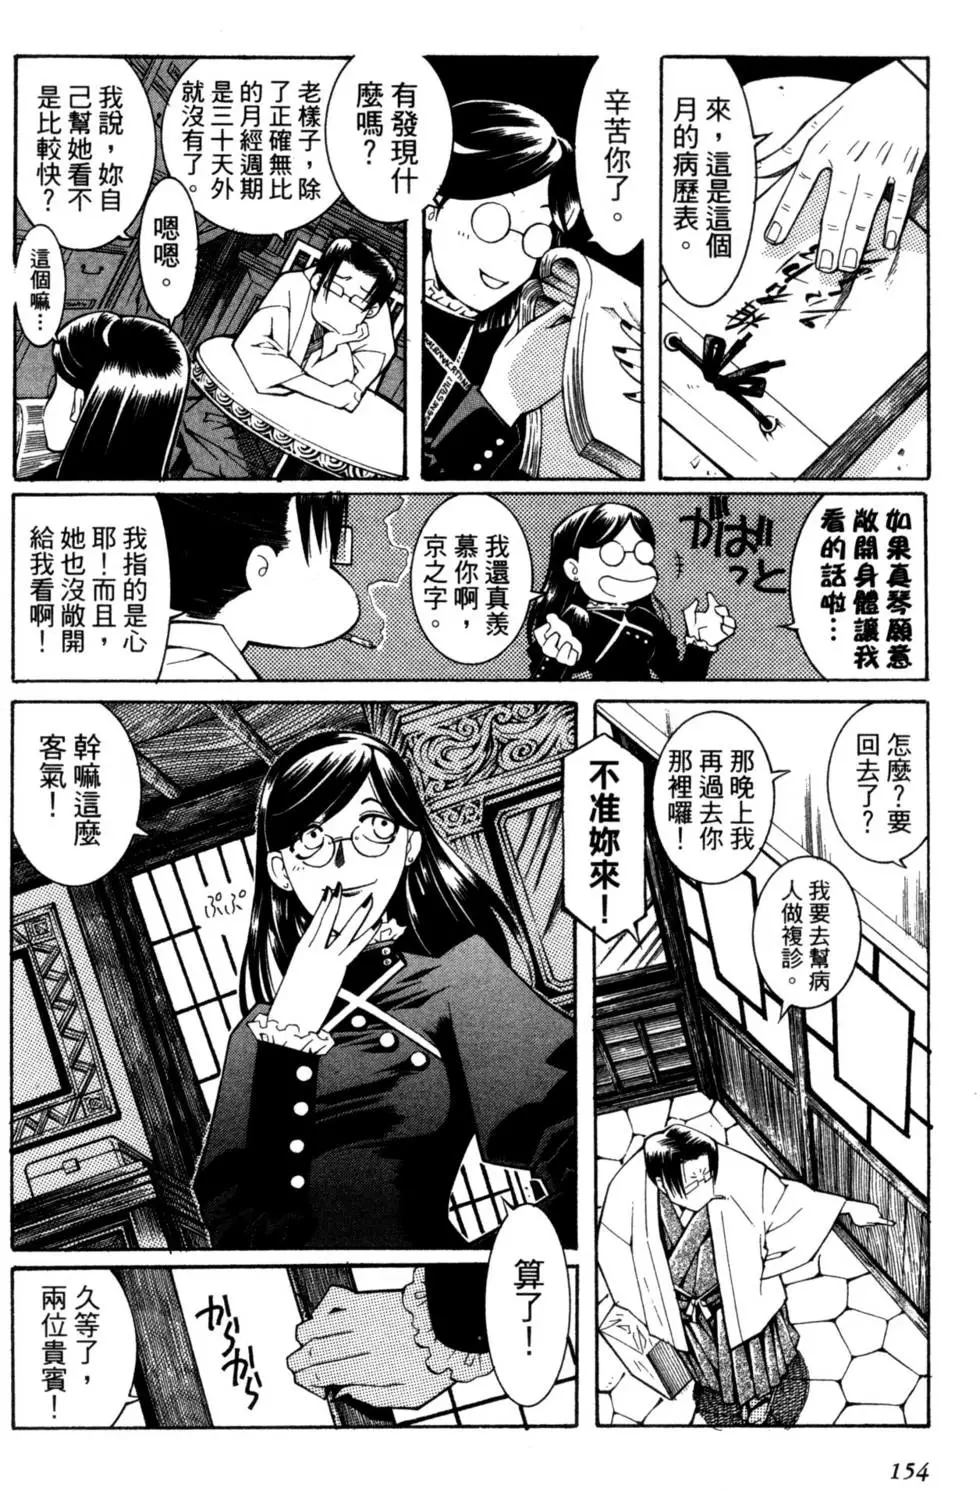 來，這是這個
月的病歷表。
辛苦你了。
有發現什
麼嗎？
老樣子，除
了正確無比
的月經週期
是三十天外
就沒有了。
嗯嗯。
我說，妳自
己幫她看不
是比較快？
這個嘛…
如果真琴願意
敞開身體讓我
看的話啦…
がばっと
我還真羨
慕你啊，
京之字。
我指的是心
耶！而且，
她也沒敞開
給我看啊！
怎麼？要
回去了？
我要去幫病
人做複診。
那晚上我
再過去你
那裡囉！
不准妳來！
幹嘛這麼
客氣！
ぷぷ
算了！
からから
久等了，
兩位貴賓！
154